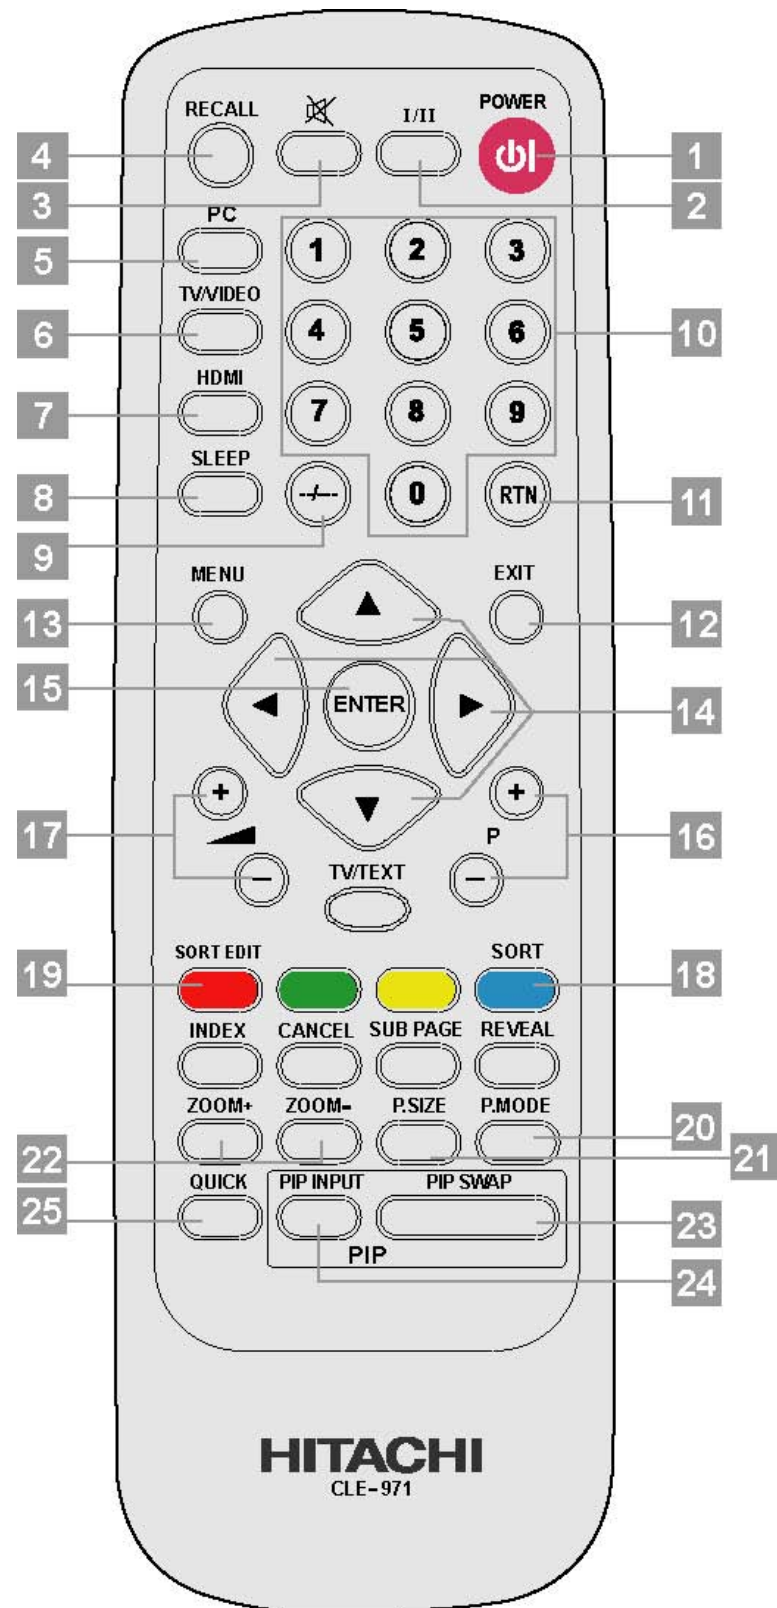 RECALL I/II POWER
4 1
3 2
PC
5 1 2 3
TV/VIDEO
6 4 5 6 10
HDMI
7 7 8 9
SLEEP
8 --/--- 0 RTN 11
9
MENU EXIT
13 ▲ 12
15 ENTER
◀ ▶ 14
+ ▼ +
17 P 16
− TV/TEXT −
SORT EDIT SORT
19 18
INDEX CANCEL SUB PAGE REVEAL
ZOOM+ ZOOM- P.SIZE P.MODE
20
22 21
QUICK PIP INPUT PIP SWAP
25 23
PIP
24
HITACHI
CLE-971